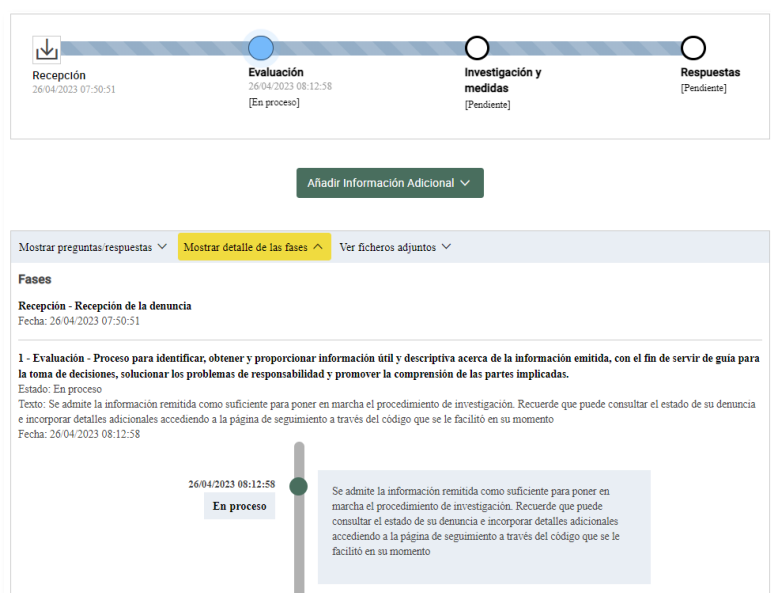 Recepción
26/04/2023 07:50:51
Evaluación
26/04/2023 08:12:58
[En proceso]
Investigación y
medidas
[Pendiente]
Respuestas
[Pendiente]
Añadir Información Adicional
Mostrar preguntas/respuestas
Mostrar detalle de las fases
Ver ficheros adjuntos
Fases
Recepción - Recepción de la denuncia
Fecha: 26/04/2023 07:50:51
1 - Evaluación - Proceso para identificar, obtener y proporcionar información útil y descriptiva acerca de la información emitida, con el fin de servir de guía para
la toma de decisiones, solucionar los problemas de responsabilidad y promover la comprensión de las partes implicadas.
Estado: En proceso
Texto: Se admite la información remitida como suficiente para poner en marcha el procedimiento de investigación. Recuerde que puede consultar el estado de su denuncia
e incorporar detalles adicionales accediendo a la página de seguimiento a través del código que se le facilitó en su momento
Fecha: 26/04/2023 08:12:58
26/04/2023 08:12:58
En proceso
Se admite la información remitida como suficiente para poner en
marcha el procedimiento de investigación. Recuerde que puede
consultar el estado de su denuncia e incorporar detalles adicionales
accediendo a la página de seguimiento a través del código que se le
facilitó en su momento